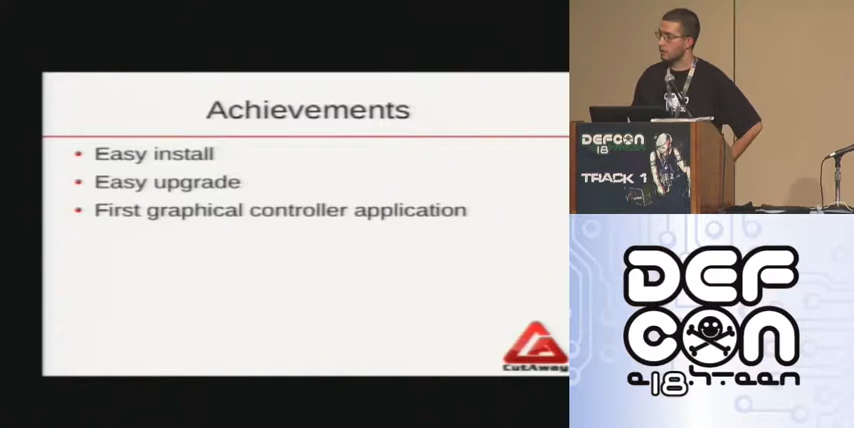 Achievements
Easy install
Easy upgrade
First graphical controller application
CutAway
DEFCON
18
TRACK 1
DEF
CON
e18hteen